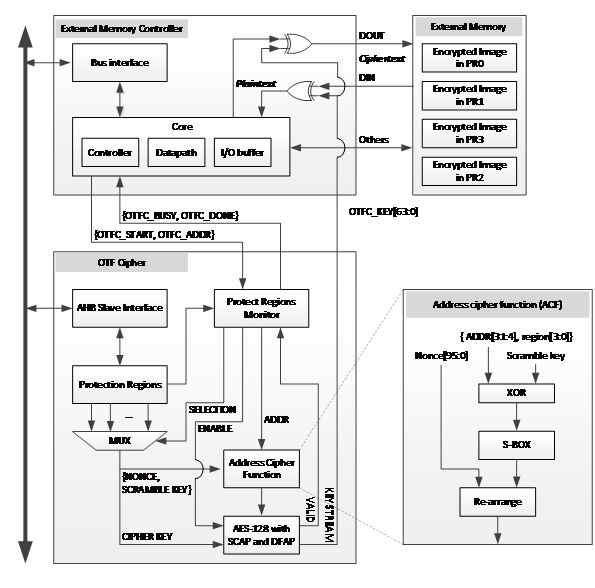 External Memory Controller
Bus interface
Plaintext
Core
Controller
Datapath
I/O buffer
DOUT
Ciphertext
DIN
Others
External Memory
Encrypted Image
in PR0
Encrypted Image
in PR1
Encrypted Image
in PR3
Encrypted Image
in PR2
{OTFC_BUSY, OTFC_DONE}
{OTFC_START, OTFC_ADDR}
OTFC_KEY[63:0]
OTF Cipher
AHB Slave Interface
Protect Regions
Monitor
Protection Regions
...
MUX
SELECTION
ENABLE
ADDR
{NONCE,
SCRAMBLE KEY}
Address Cipher
Function
CIPHER KEY
AES-128 with
SCAP and DFAP
VALID
KEYSTREAM
Address cipher function (ACF)
{ ADDR[31:4], region[3:0]}
Nonce[95:0]
Scramble key
XOR
S-BOX
Re-arrange